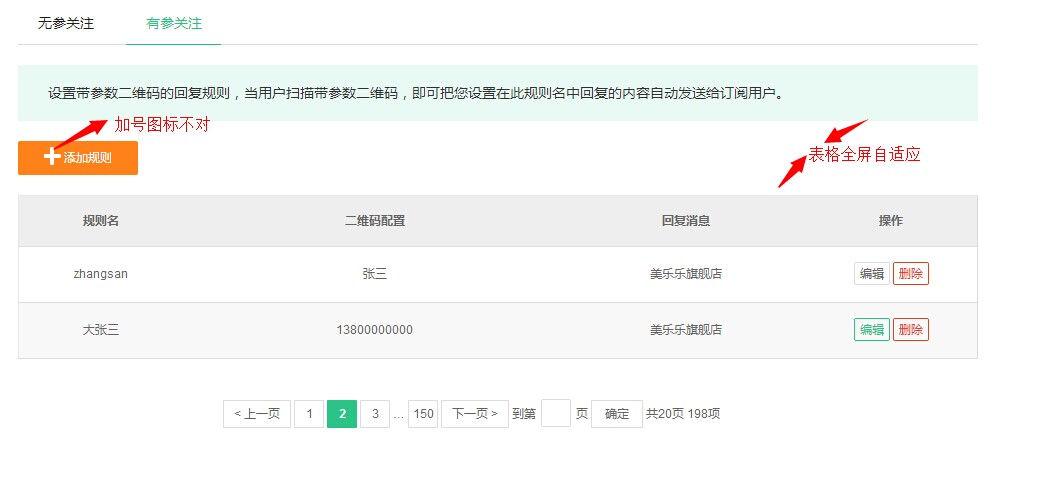 无参关注 有参关注
设置带参数二维码的回复规则，当用户扫描带参数二维码，即可把您设置在此规则名中回复的内容自动发送给订阅用户。
加号图标不对
表格全屏自适应
添加规则
规则名 二维码配置 回复消息 操作
zhangsan 张三 美乐乐旗舰店 编辑 删除
大张三 13800000000 美乐乐旗舰店 编辑 删除
< 上一页 1 2 3 ... 150 下一页 > 到第 页 确定 共20页 198项